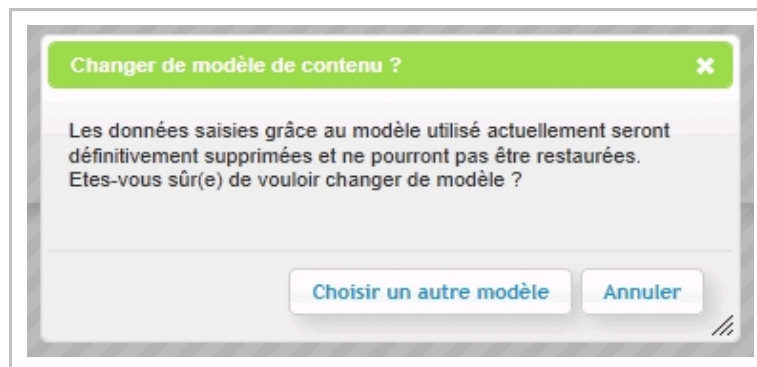 Changer de modèle de contenu ?
Les données saisies grâce au modèle utilisé actuellement seront
définitivement supprimées et ne pourront pas être restaurées.
Etes-vous sûr(e) de vouloir changer de modèle ?
Choisir un autre modèle Annuler